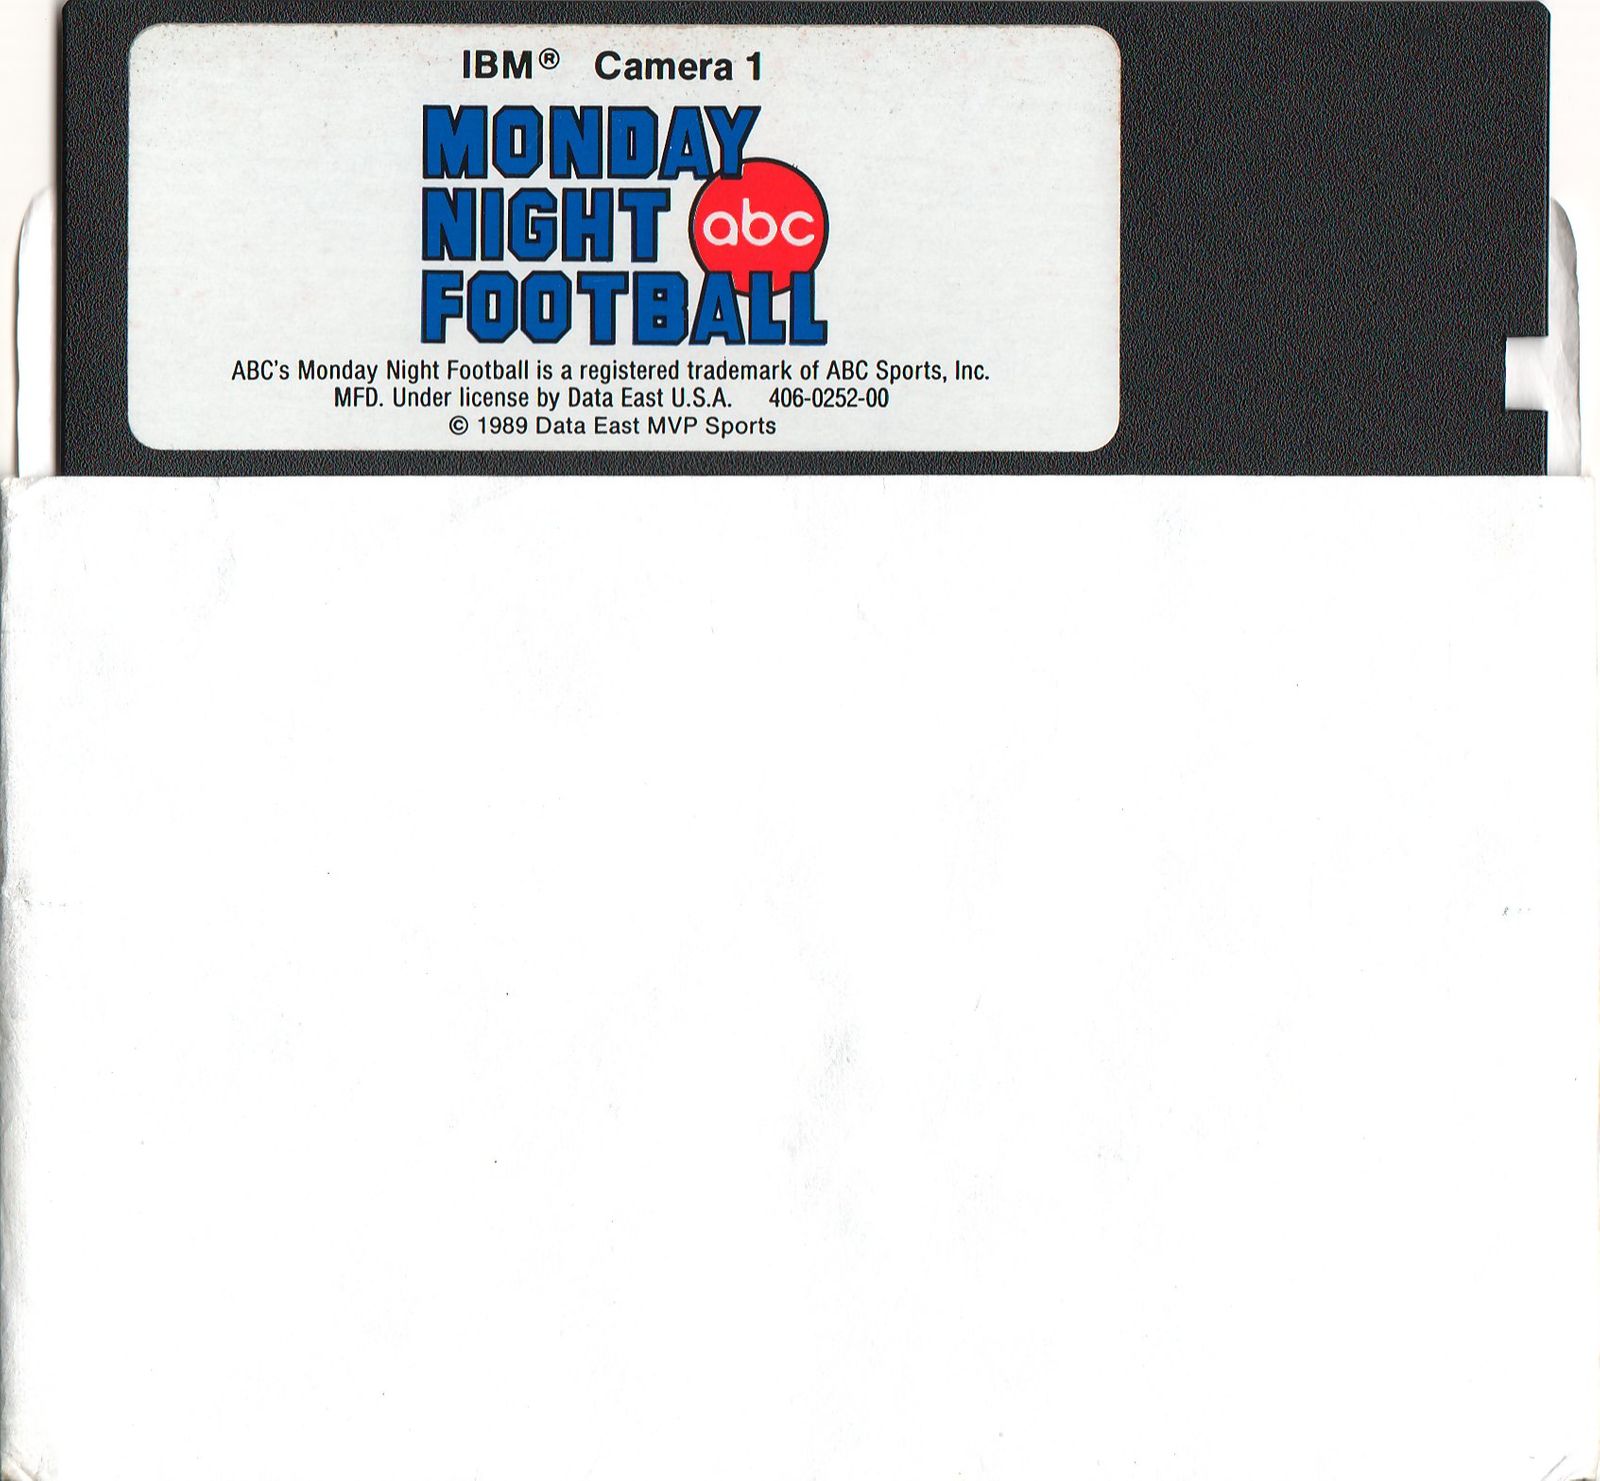 IBM® Camera 1
MONDAY
NIGHT
abc
FOOTBALL
ABC's Monday Night Football is a registered trademark of ABC Sports, Inc.
MFD. Under license by Data East U.S.A. 406-0252-00
© 1989 Data East MVP Sports